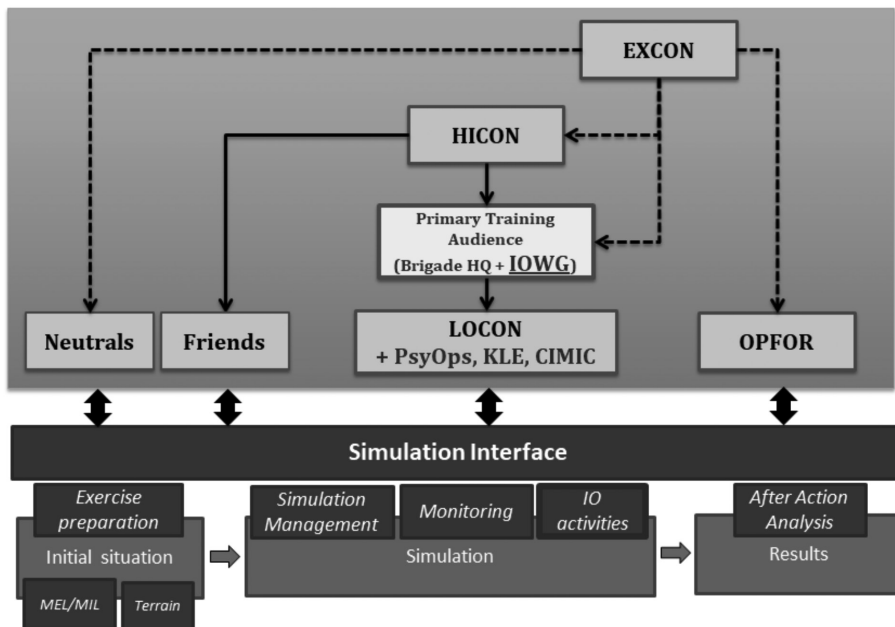 EXCON
HICON
Primary Training
Audience
(Brigade HQ + IOWG)
Neutrals
Friends
LOCON
+ PsyOps, KLE, CIMIC
OPFOR
Simulation Interface
Exercise
preparation
Initial situation
MEL/MIL
Terrain
Simulation
Management
Monitoring
IO
activities
Simulation
After Action
Analysis
Results